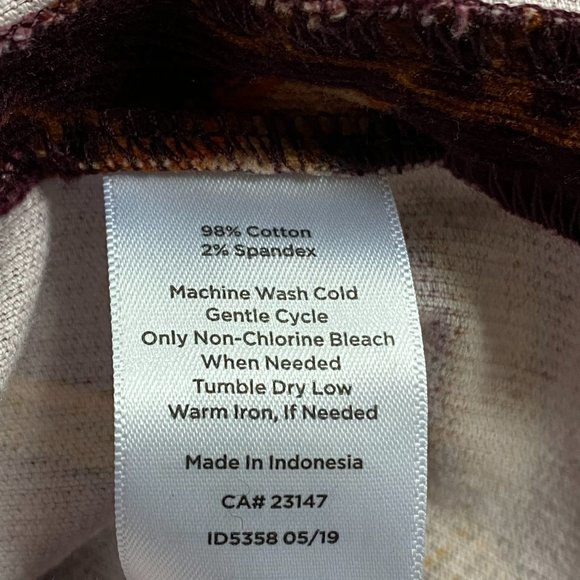 98% Cotton
2% Spandex
Machine Wash Cold
Gentle Cycle
Only Non-Chlorine Bleach
When Needed
Tumble Dry Low
Warm Iron, If Needed
Made In Indonesia
CA# 23147
ID5358 05/19